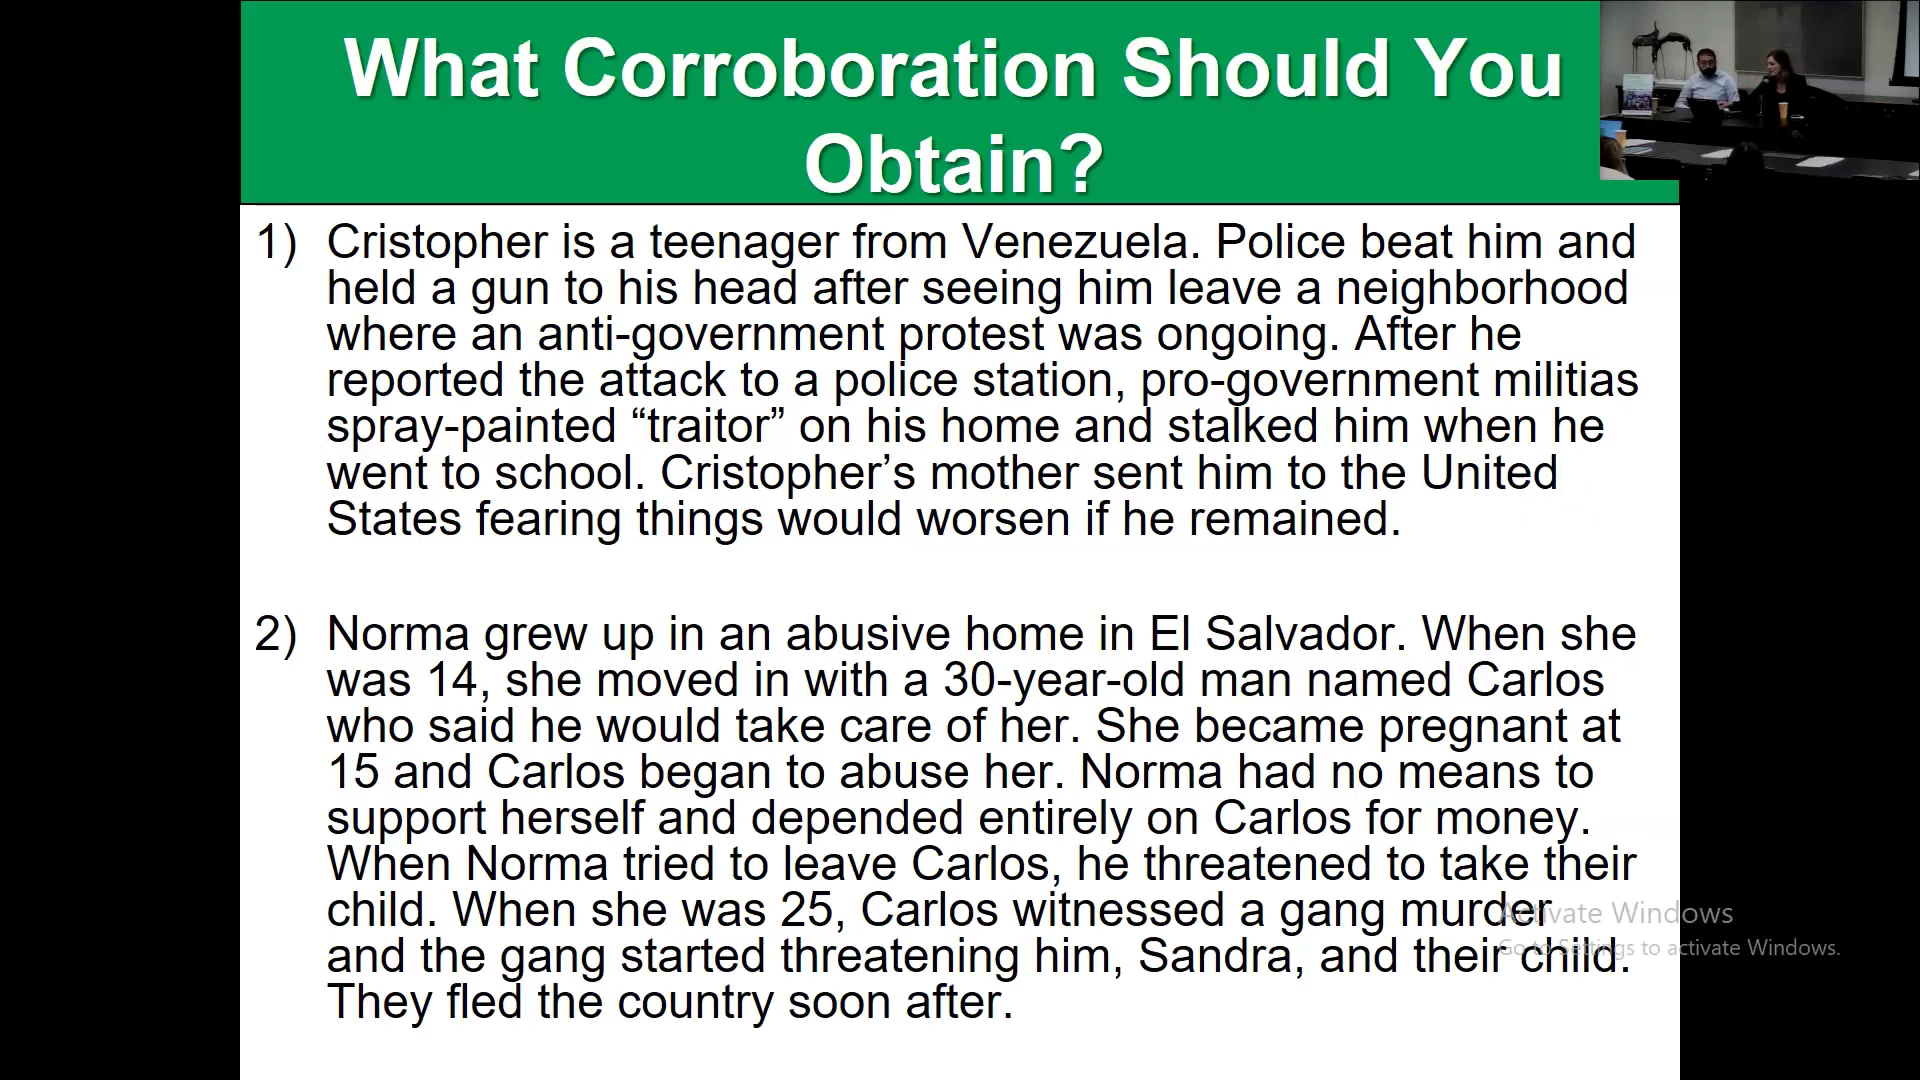 What Corroboration Should You
Obtain?
1) Cristopher is a teenager from Venezuela. Police beat him and
held a gun to his head after seeing him leave a neighborhood
where an anti-government protest was ongoing. After he
reported the attack to a police station, pro-government militias
spray-painted “traitor” on his home and stalked him when he
went to school. Cristopher’s mother sent him to the United
States fearing things would worsen if he remained.
2) Norma grew up in an abusive home in El Salvador. When she
was 14, she moved in with a 30-year-old man named Carlos
who said he would take care of her. She became pregnant at
15 and Carlos began to abuse her. Norma had no means to
support herself and depended entirely on Carlos for money.
When Norma tried to leave Carlos, he threatened to take their
child. When she was 25, Carlos witnessed a gang murder
and the gang started threatening him, Sandra, and their child.
They fled the country soon after.
Activate Windows
Go to Settings to activate Windows.